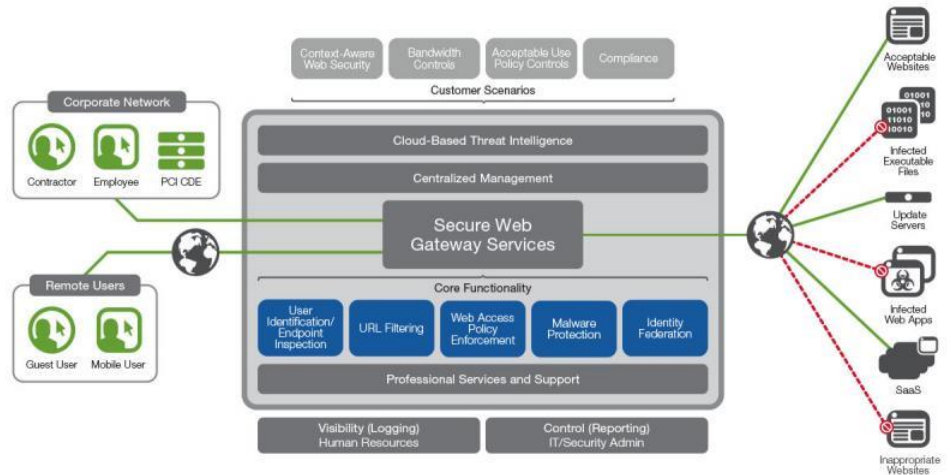 Context-Aware
Web Security
Bandwidth
Controls
Acceptable Use
Policy Controls
Compliance
Customer Scenarios
Corporate Network
Contractor
Employee
PCI CDE
Remote Users
Guest User
Mobile User
Cloud-Based Threat Intelligence
Centralized Management
Secure Web
Gateway Services
Core Functionality
User
Identification/
Endpoint
Inspection
URL Filtering
Web Access
Policy
Enforcement
Malware
Protection
Identity
Federation
Professional Services and Support
Visibility (Logging)
Human Resources
Control (Reporting)
IT/Security Admin
Acceptable
Websites
01001
01001
11010
10010
Infected
Executable
Files
Update
Servers
Infected
Web Apps
SaaS
Inappropriate
Websites